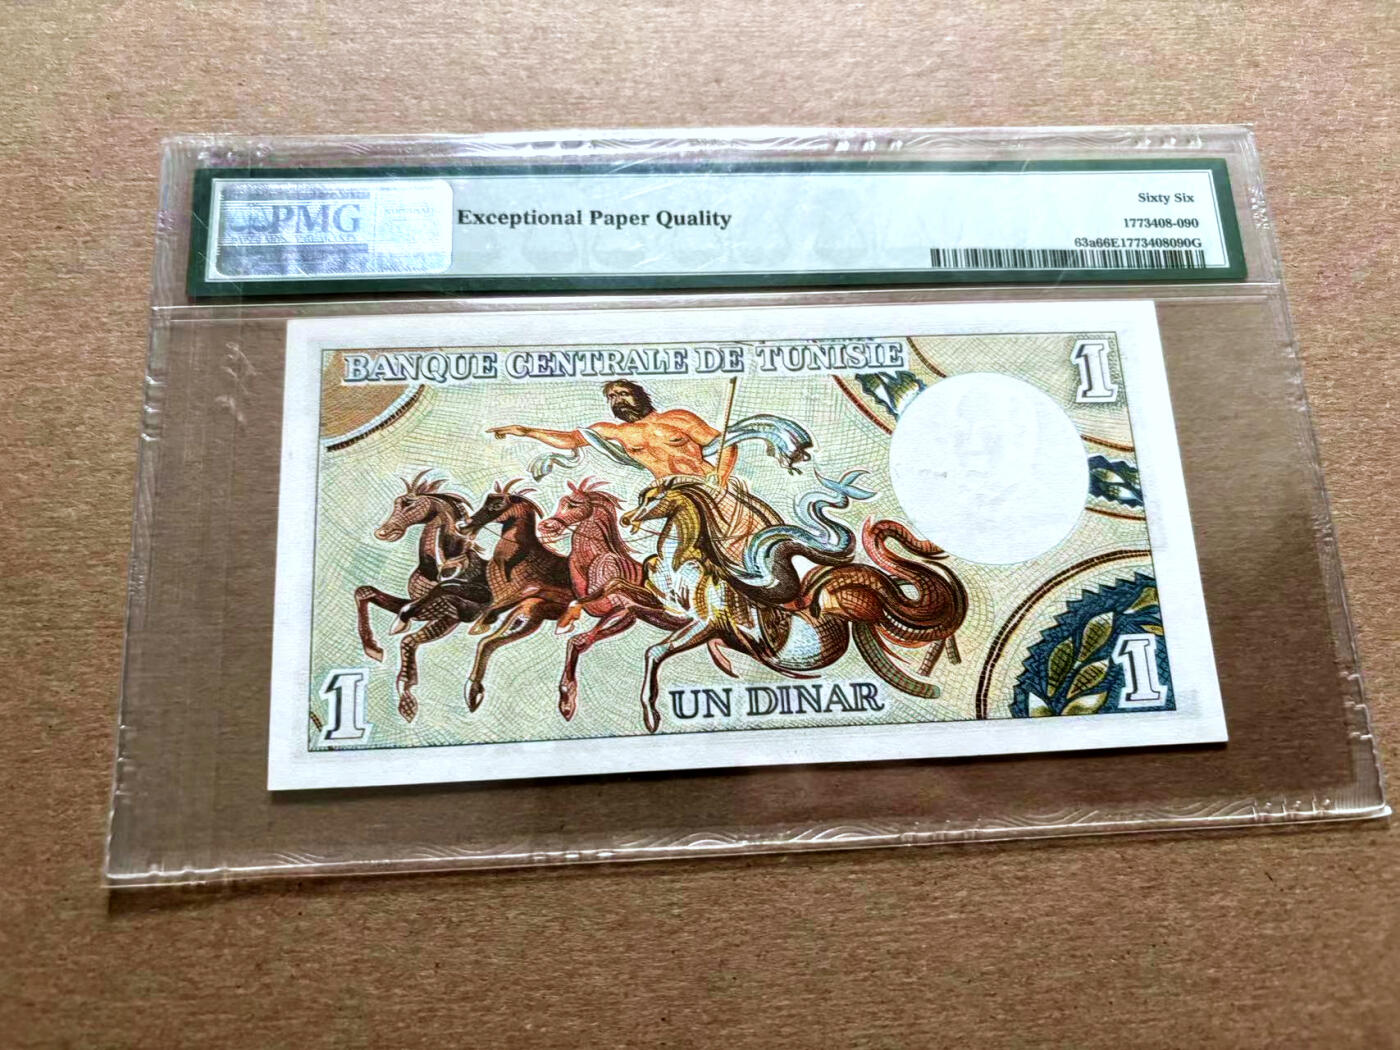 PMG
Exceptional Paper Quality
Sixty Six
1773408-090
63a66E1773408090G
BANQUE CENTRALE DE TUNISIE
1
1
1
UN DINAR